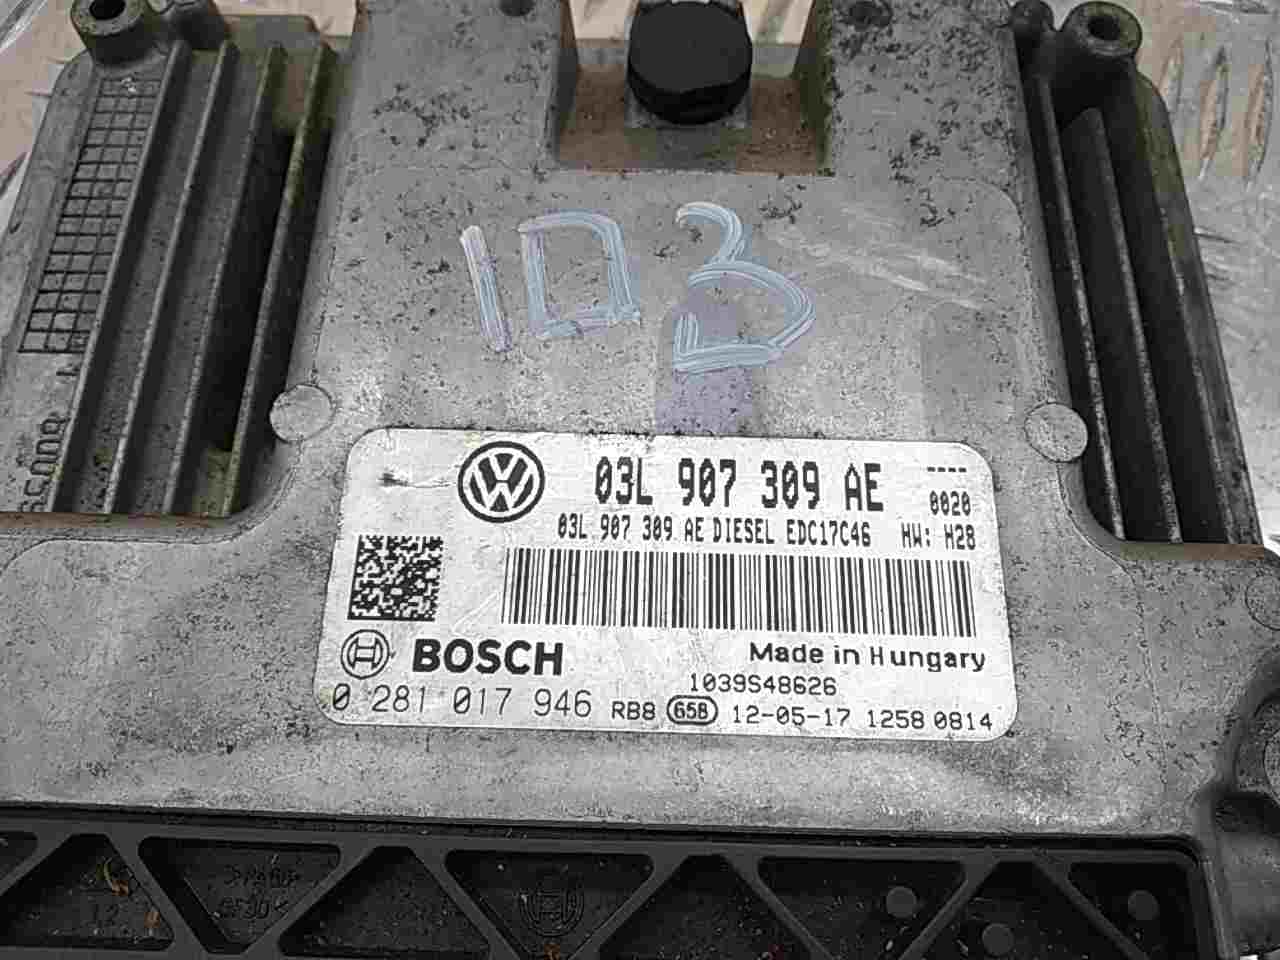 103
03L 907 309 AE ----
0020
03L 907 309 AE DIESEL EDC17C46 HW: H28
BOSCH
Made in Hungary
1039S48626
0 281 017 946 RB8 658 12-05-17 1258 0814